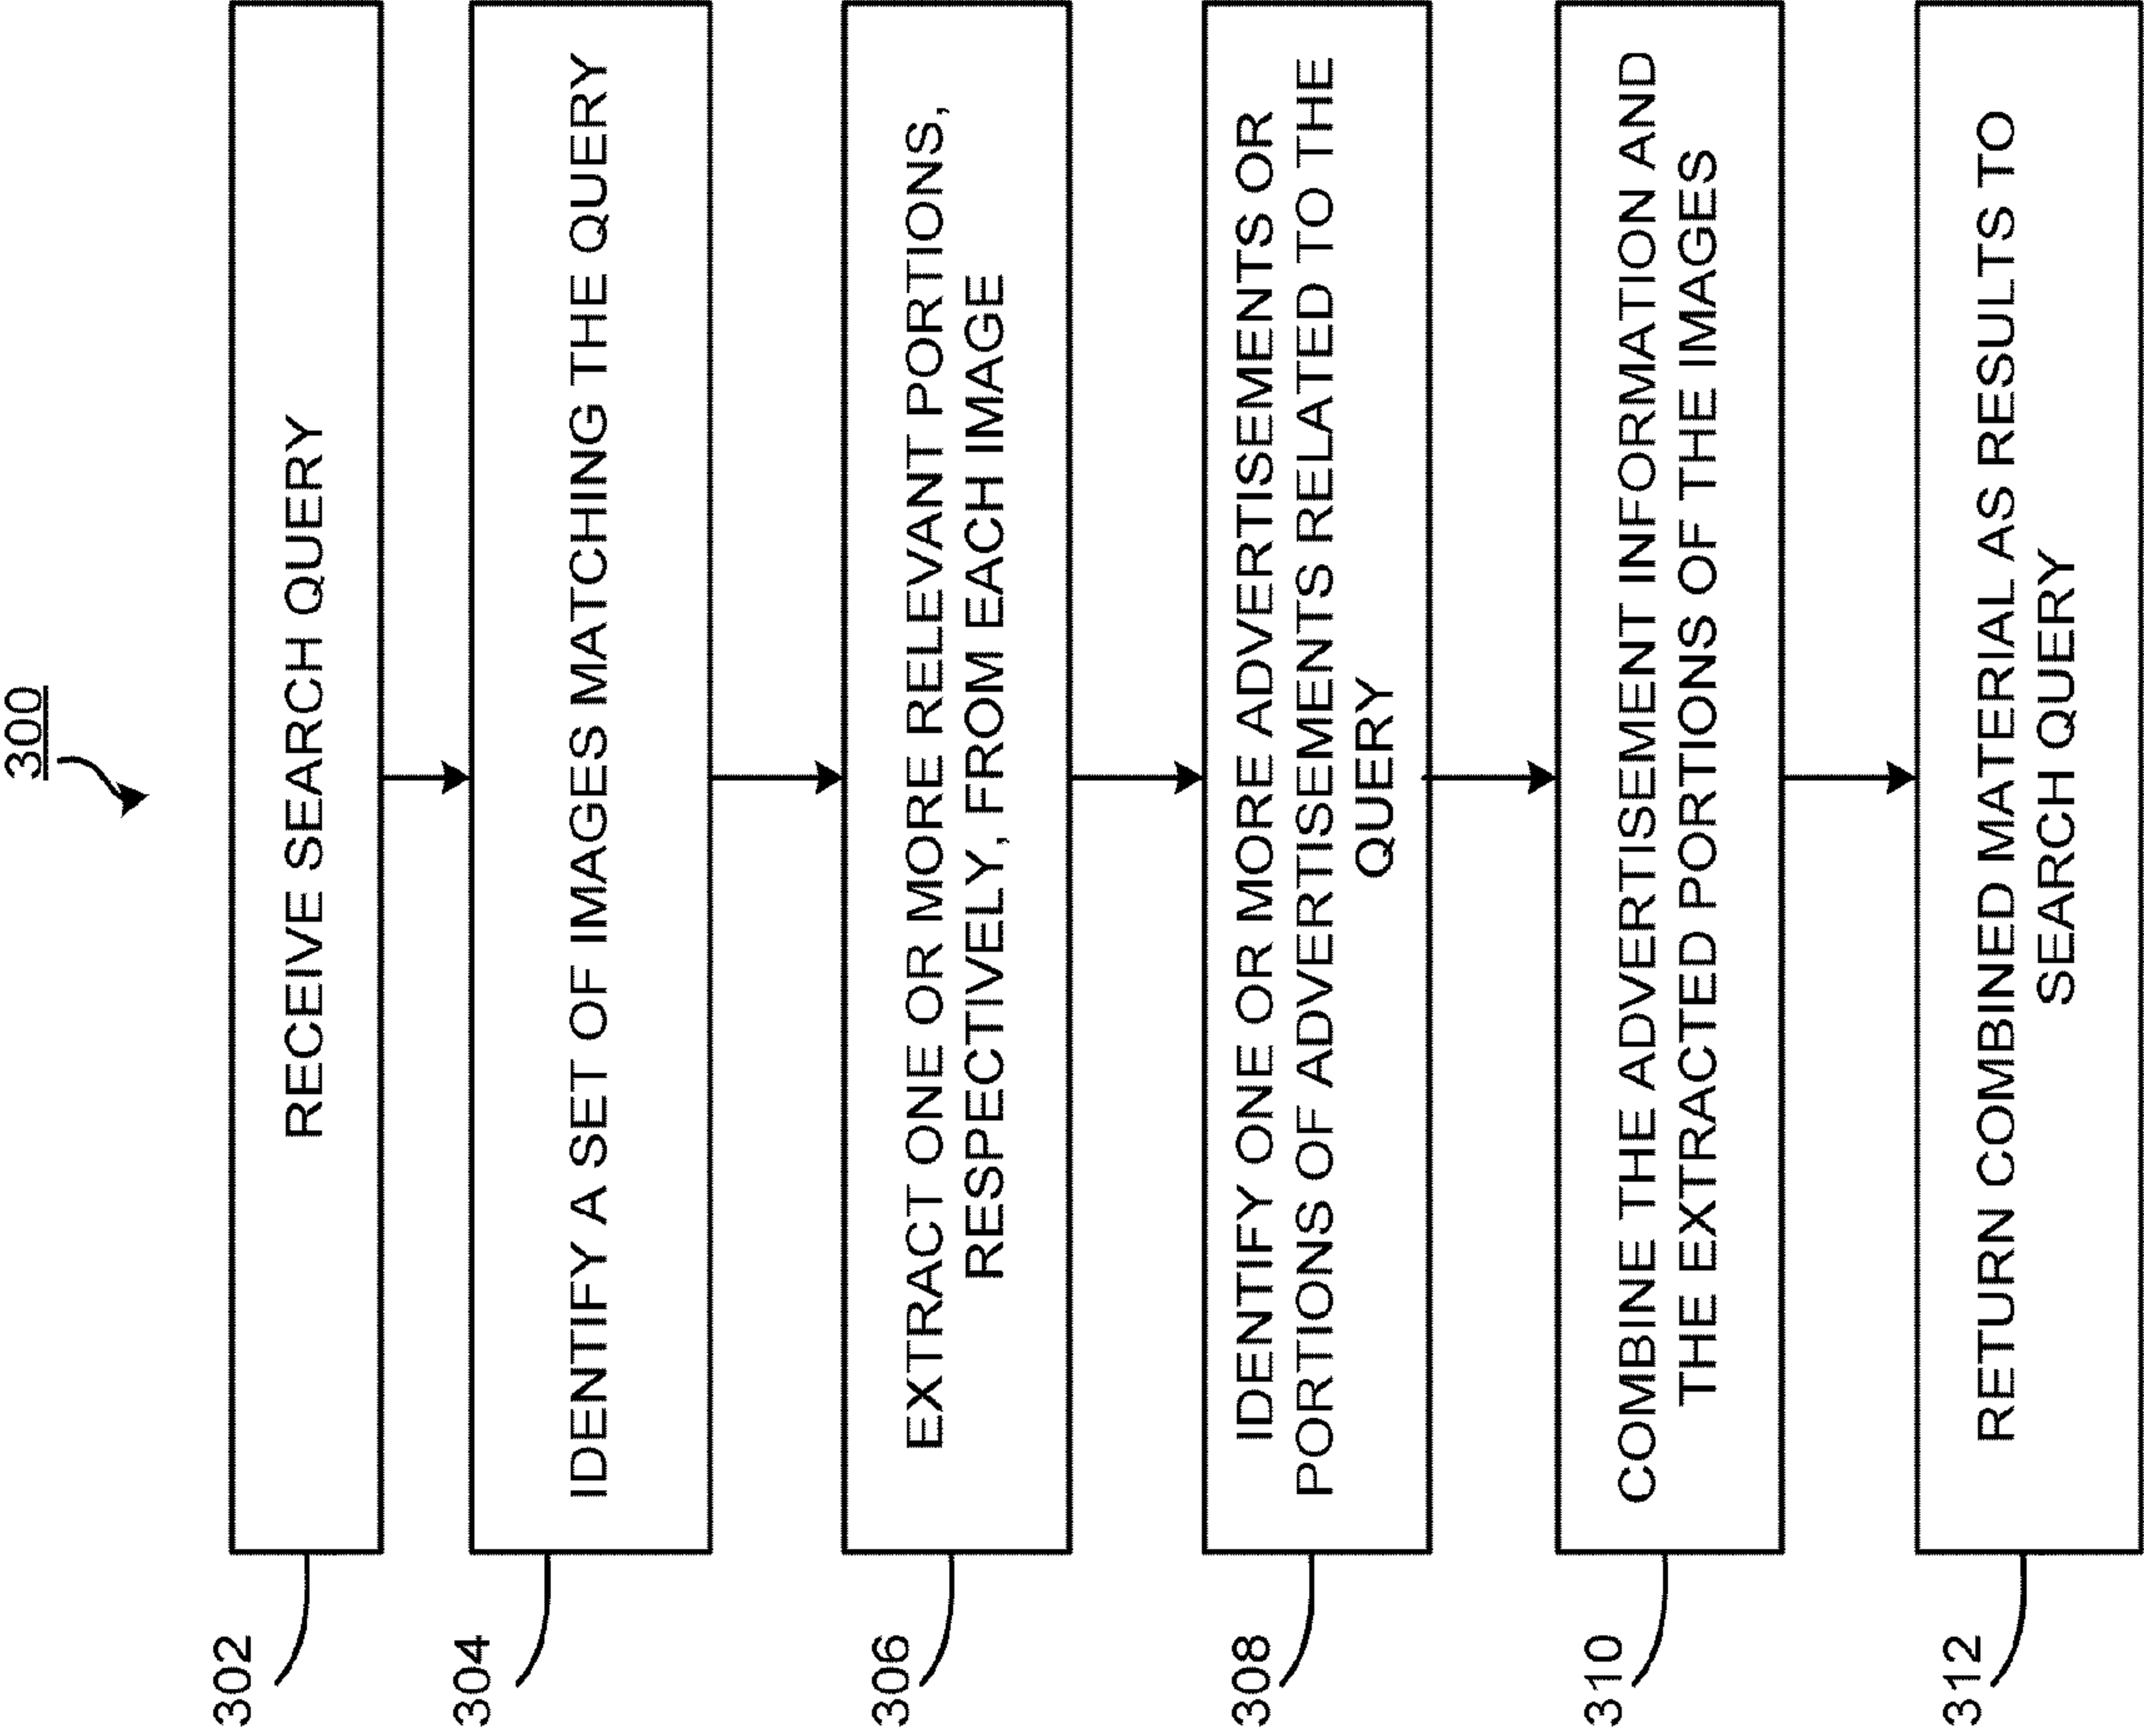 300
302
RECEIVE SEARCH QUERY
304
IDENTIFY A SET OF IMAGES MATCHING THE QUERY
306
EXTRACT ONE OR MORE RELEVANT PORTIONS,
RESPECTIVELY, FROM EACH IMAGE
308
IDENTIFY ONE OR MORE ADVERTISEMENTS OR
PORTIONS OF ADVERTISEMENTS RELATED TO THE
QUERY
310
COMBINE THE ADVERTISEMENT INFORMATION AND
THE EXTRACTED PORTIONS OF THE IMAGES
312
RETURN COMBINED MATERIAL AS RESULTS TO
SEARCH QUERY